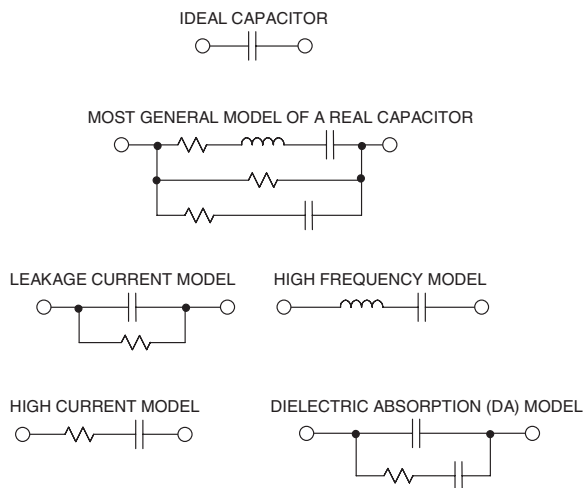 IDEAL CAPACITOR
MOST GENERAL MODEL OF A REAL CAPACITOR
LEAKAGE CURRENT MODEL
HIGH FREQUENCY MODEL
HIGH CURRENT MODEL
DIELECTRIC ABSORPTION (DA) MODEL